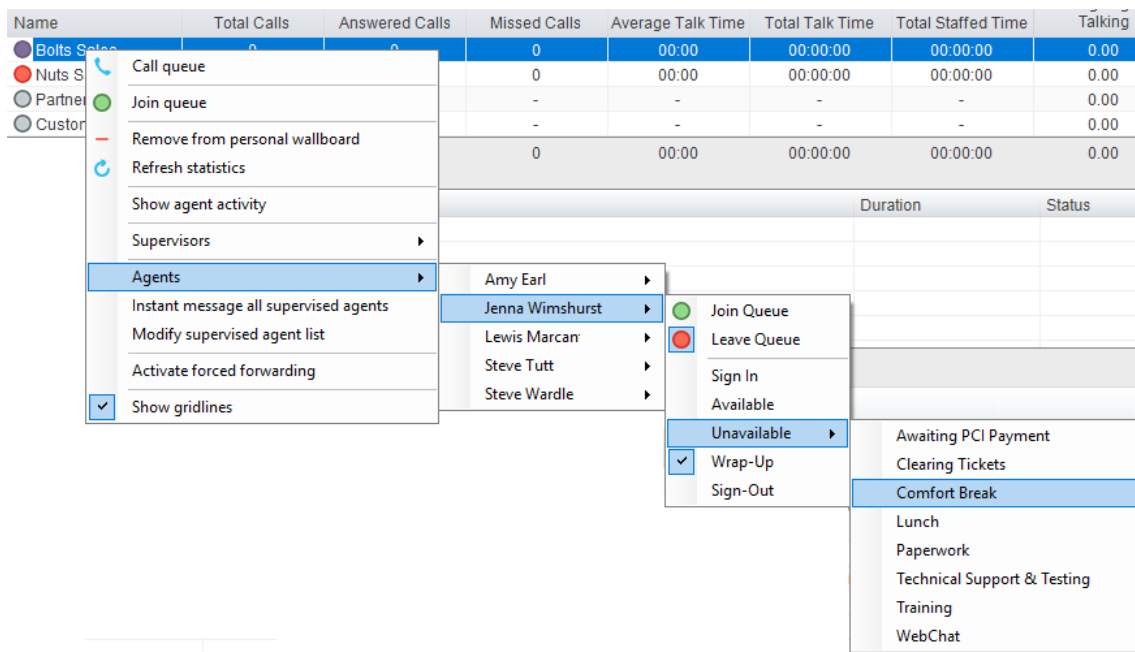 Name Total Calls Answered Calls Missed Calls Average Talk Time Total Talk Time Total Staffed Time Talking
Bolts Sales 0 0 0 00:00 00:00:00 00:00:00 0.00
Nuts S 0 00:00 00:00:00 00:00:00 0.00
Partner - - - - 0.00
Custor - - - - 0.00
0 00:00 00:00:00 00:00:00 0.00
Call queue
Join queue
Remove from personal wallboard
Refresh statistics
Show agent activity
Supervisors
Agents
Instant message all supervised agents
Modify supervised agent list
Activate forced forwarding
Show gridlines
Duration Status
Amy Earl
Jenna Wimshurst
Lewis Marcan
Steve Tutt
Steve Wardle
Join Queue
Leave Queue
Sign In
Available
Unavailable
Wrap-Up
Sign-Out
Awaiting PCI Payment
Clearing Tickets
Comfort Break
Lunch
Paperwork
Technical Support & Testing
Training
WebChat